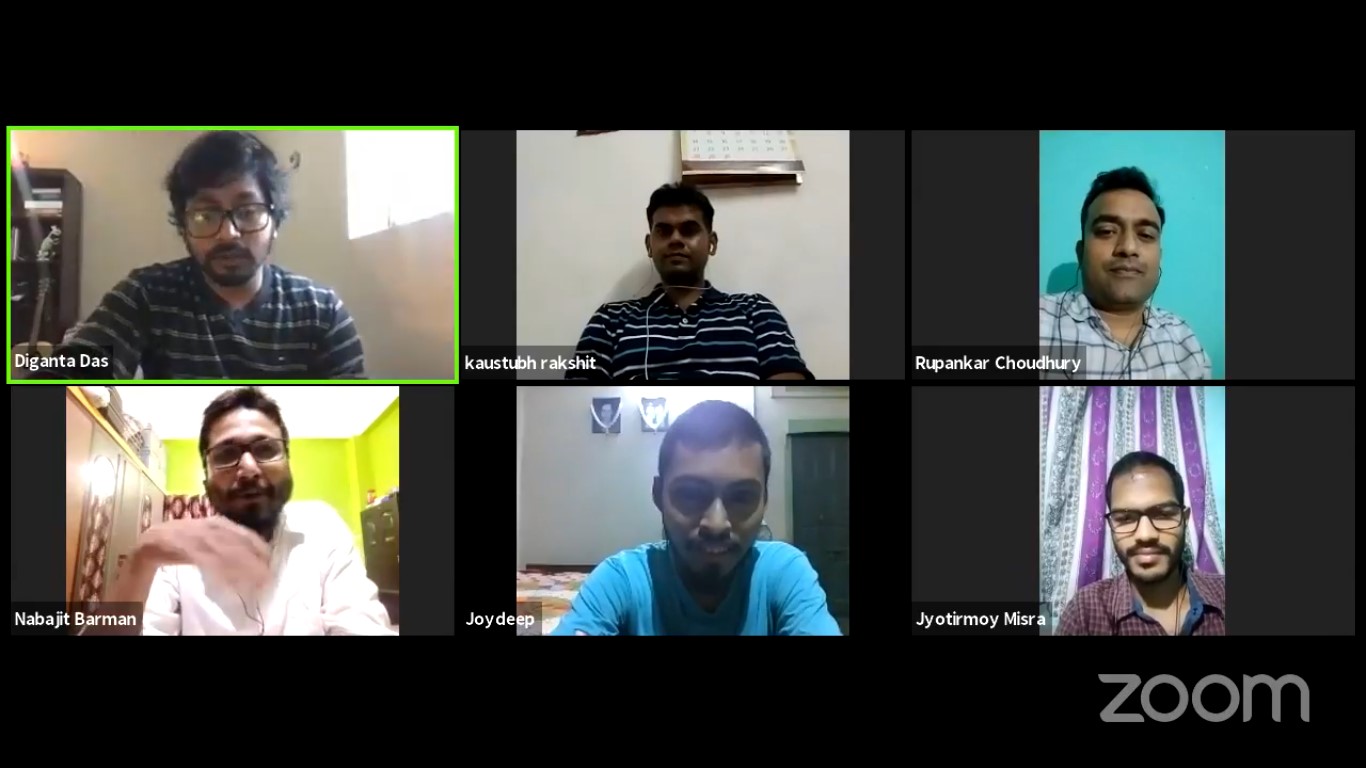 Diganta Das
kaustubh rakshit
Rupankar Choudhury
Nabajit Barman
Joydeep
Jyotirmoy Misra
zoom